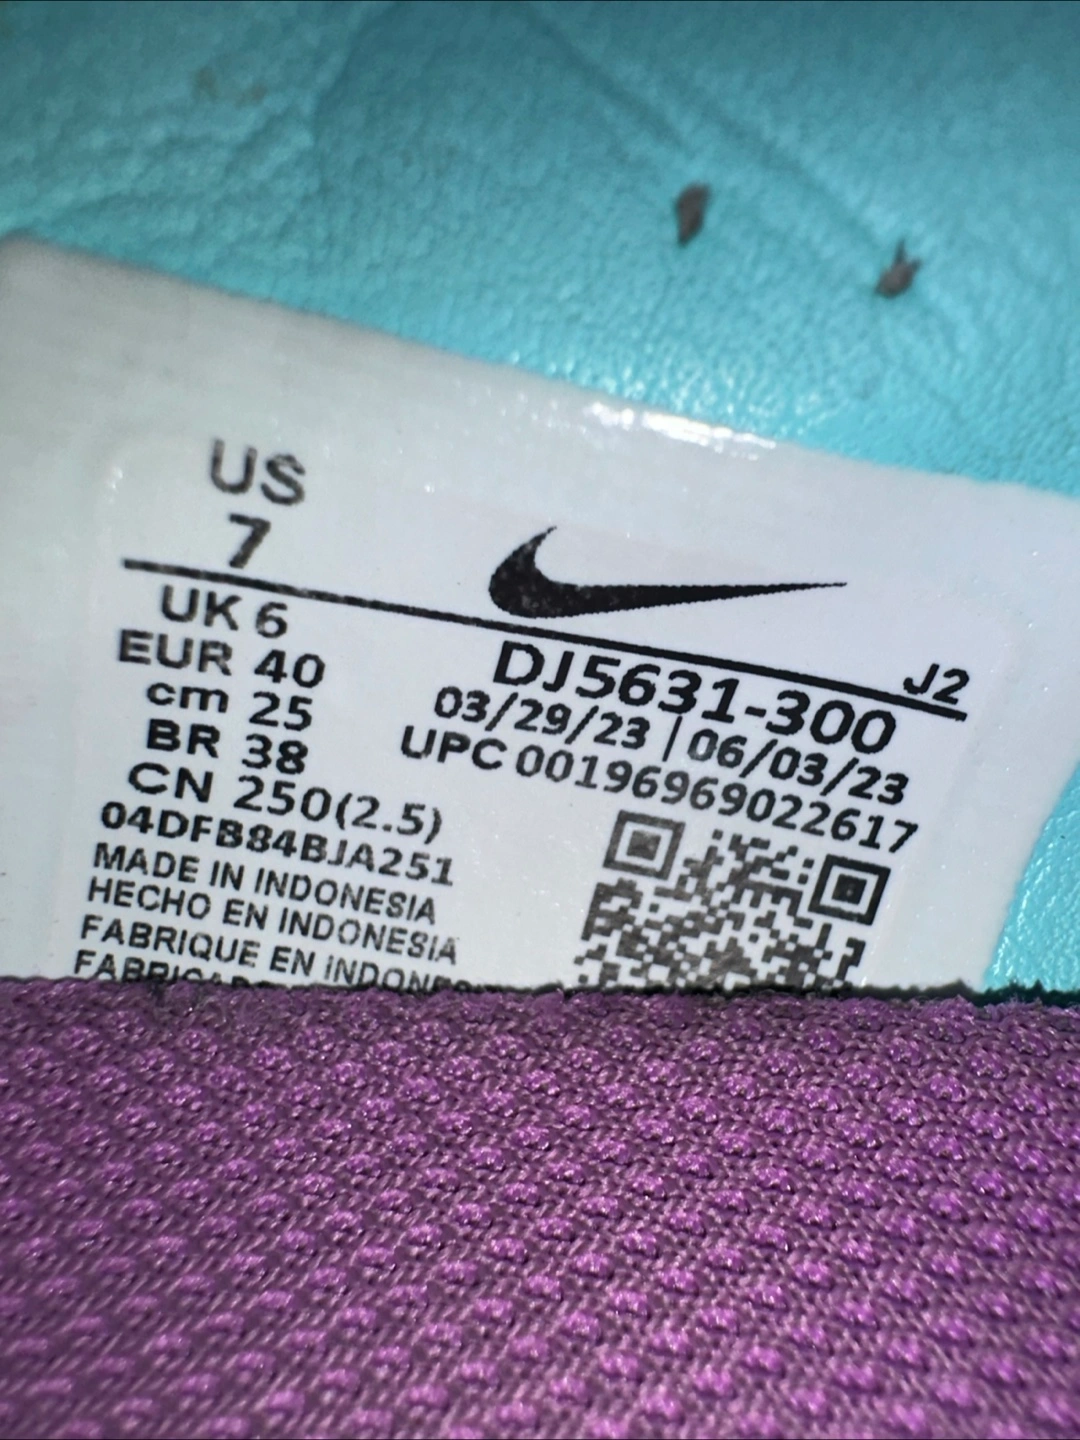 US
7
UK 6
EUR 40
cm 25
BR 38
CN 250(2.5)
04DFB84BJA251
MADE IN INDONESIA
HECHO EN INDONESIA
FABRIQUE EN INDONES
J2
DJ5631-300
03/29/23 | 06/03/23
UPC 00196969022617